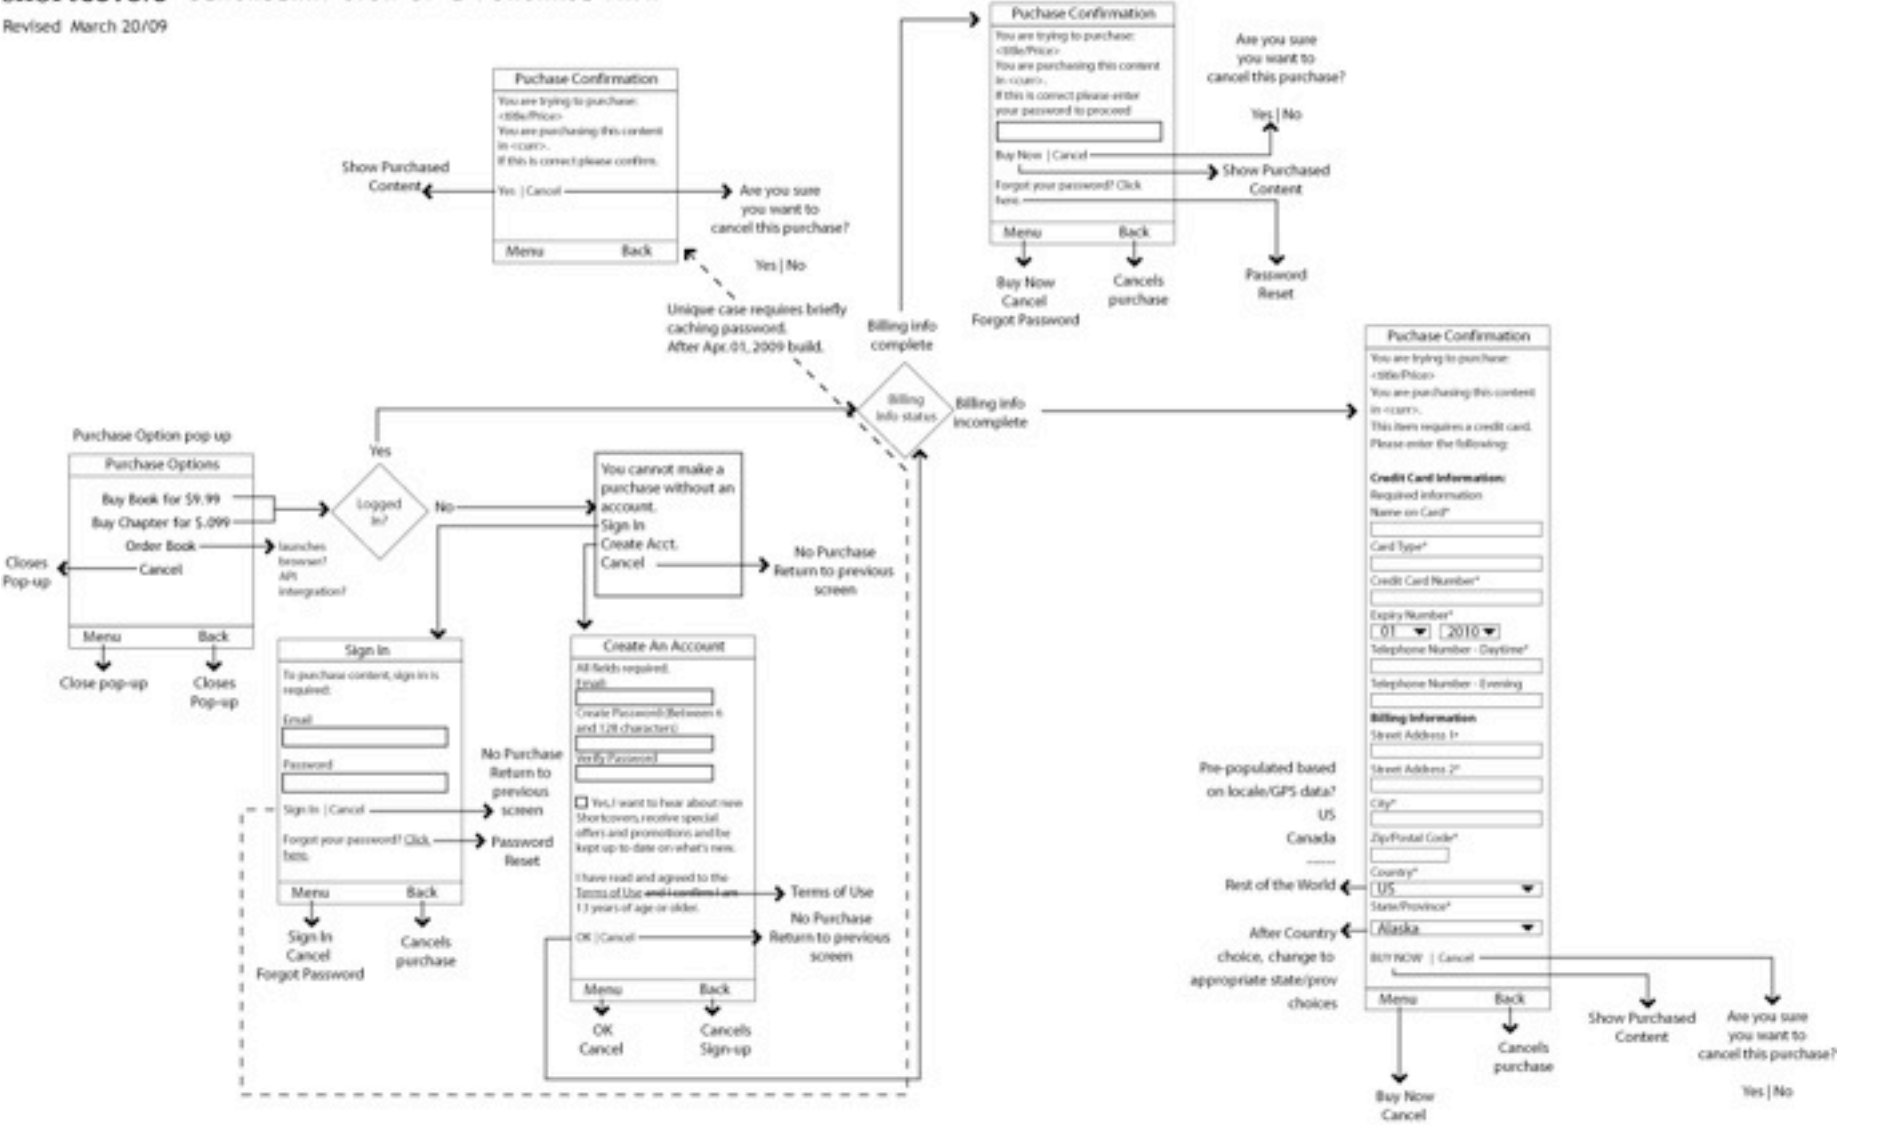 Revised March 20/09
Puchase Confirmation
You are trying to purchase:
<title/Price>
You are purchasing this content
in <curr>.
If this is correct please confirm.
Yes | Cancel
Menu Back
Show Purchased
Content
Are you sure
you want to
cancel this purchase?
Yes | No
Unique case requires briefly
caching password.
After Apr. 01, 2009 build.
Puchase Confirmation
You are trying to purchase:
<title/Price>
You are purchasing this content
in <curr>.
If this is correct please enter
your password to proceed
Buy Now | Cancel
Forgot your password? Click
here.
Menu Back
Buy Now
Cancel
Forgot Password
Cancels
purchase
Are you sure
you want to
cancel this purchase?
Yes | No
Show Purchased
Content
Password
Reset
Billing info
complete
Billing
Info status
Billing info
incomplete
Purchase Option pop up
Purchase Options
Buy Book for $9.99
Buy Chapter for $.099
Order Book
Cancel
Menu Back
Closes
Pop-up
Close pop-up
Closes
Pop-up
launches
browser?
API
intergration?
Logged
In?
Yes
No
You cannot make a
purchase without an
account.
Sign In
Create Acct.
Cancel
No Purchase
Return to previous
screen
Sign In
To purchase content, sign in is
required:
Email
Password
Sign In | Cancel
Forgot your password? Click
here.
Menu Back
Sign In
Cancel
Forgot Password
Cancels
purchase
No Purchase
Return to
previous
screen
Password
Reset
Create An Account
All fields required.
Email:
Create Password (Between 6
and 128 characters)
Verify Password
Yes, I want to hear about new
Shortcovers, receive special
offers and promotions and be
kept up to date on what's new.
I have read and agreed to the
Terms of Use and I confirm I am
13 years of age or older.
OK | Cancel
Menu Back
OK
Cancel
Cancels
Sign-up
Terms of Use
No Purchase
Return to previous
screen
Puchase Confirmation
You are trying to purchase:
<title/Price>
You are purchasing this content
in <curr>.
This item requires a credit card.
Please enter the following:
Credit Card Information:
Required information
Name on Card*
Card Type*
Credit Card Number*
Expiry Number*
01 2010
Telephone Number - Daytime*
Telephone Number - Evening
Billing Information
Street Address 1*
Street Address 2*
City*
Zip/Postal Code*
Country*
US
State/Province*
Alaska
BUY NOW | Cancel
Menu Back
Pre-populated based
on locale/GPS data?
US
Canada
-----
Rest of the World
After Country
choice, change to
appropriate state/prov
choices
Buy Now
Cancel
Cancels
purchase
Show Purchased
Content
Are you sure
you want to
cancel this purchase?
Yes | No